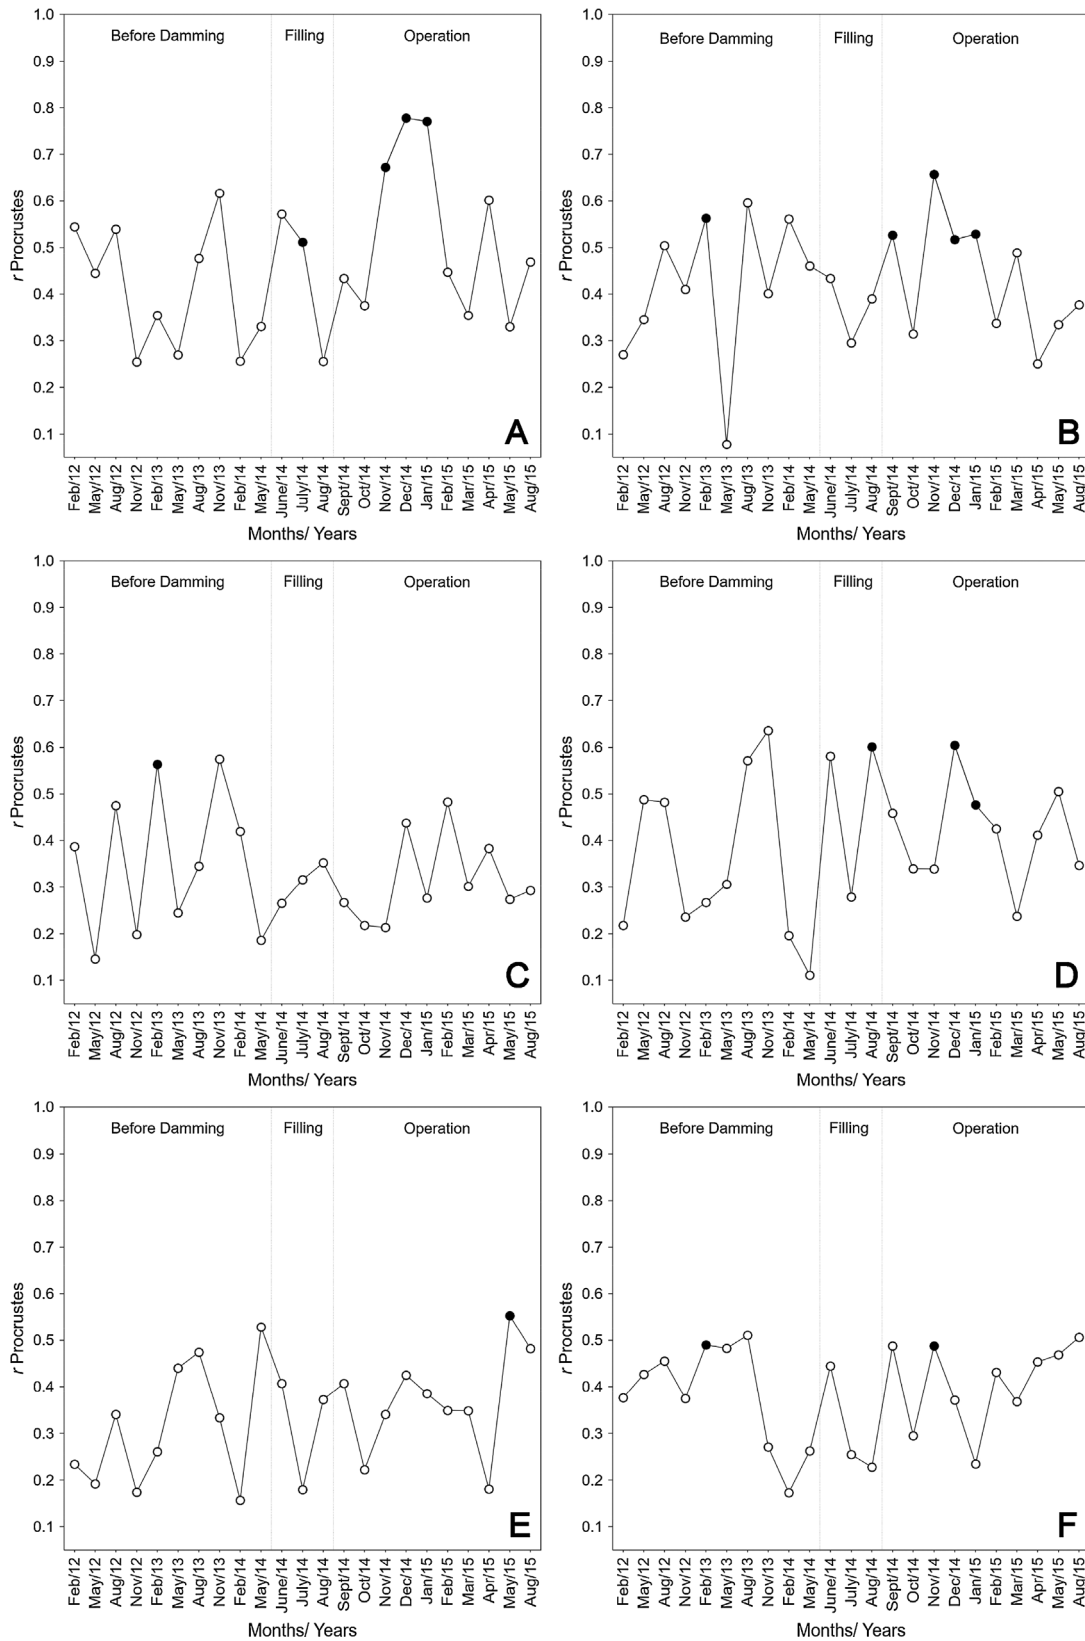 Before Damming Filling Operation
1.0
0.9
0.8
0.7
0.6
0.5
0.4
0.3
0.2
0.1
r Procrustes
A
Feb/12 May/12 Aug/12 Nov/12 Feb/13 May/13 Aug/13 Nov/13 Feb/14 May/14 June/14 July/14 Aug/14 Sept/14 Oct/14 Nov/14 Dec/14 Jan/15 Feb/15 Mar/15 Apr/15 May/15 Aug/15
Months/ Years
Before Damming Filling Operation
1.0
0.9
0.8
0.7
0.6
0.5
0.4
0.3
0.2
0.1
r Procrustes
B
Feb/12 May/12 Aug/12 Nov/12 Feb/13 May/13 Aug/13 Nov/13 Feb/14 May/14 June/14 July/14 Aug/14 Sept/14 Oct/14 Nov/14 Dec/14 Jan/15 Feb/15 Mar/15 Apr/15 May/15 Aug/15
Months/ Years
Before Damming Filling Operation
1.0
0.9
0.8
0.7
0.6
0.5
0.4
0.3
0.2
0.1
r Procrustes
C
Feb/12 May/12 Aug/12 Nov/12 Feb/13 May/13 Aug/13 Nov/13 Feb/14 May/14 June/14 July/14 Aug/14 Sept/14 Oct/14 Nov/14 Dec/14 Jan/15 Feb/15 Mar/15 Apr/15 May/15 Aug/15
Months/ Years
Before Damming Filling Operation
1.0
0.9
0.8
0.7
0.6
0.5
0.4
0.3
0.2
0.1
r Procrustes
D
Feb/12 May/12 Aug/12 Nov/12 Feb/13 May/13 Aug/13 Nov/13 Feb/14 May/14 June/14 July/14 Aug/14 Sept/14 Oct/14 Nov/14 Dec/14 Jan/15 Feb/15 Mar/15 Apr/15 May/15 Aug/15
Months/ Years
Before Damming Filling Operation
1.0
0.9
0.8
0.7
0.6
0.5
0.4
0.3
0.2
0.1
r Procrustes
E
Feb/12 May/12 Aug/12 Nov/12 Feb/13 May/13 Aug/13 Nov/13 Feb/14 May/14 June/14 July/14 Aug/14 Sept/14 Oct/14 Nov/14 Dec/14 Jan/15 Feb/15 Mar/15 Apr/15 May/15 Aug/15
Months/ Years
Before Damming Filling Operation
1.0
0.9
0.8
0.7
0.6
0.5
0.4
0.3
0.2
0.1
r Procrustes
F
Feb/12 May/12 Aug/12 Nov/12 Feb/13 May/13 Aug/13 Nov/13 Feb/14 May/14 June/14 July/14 Aug/14 Sept/14 Oct/14 Nov/14 Dec/14 Jan/15 Feb/15 Mar/15 Apr/15 May/15 Aug/15
Months/ Years